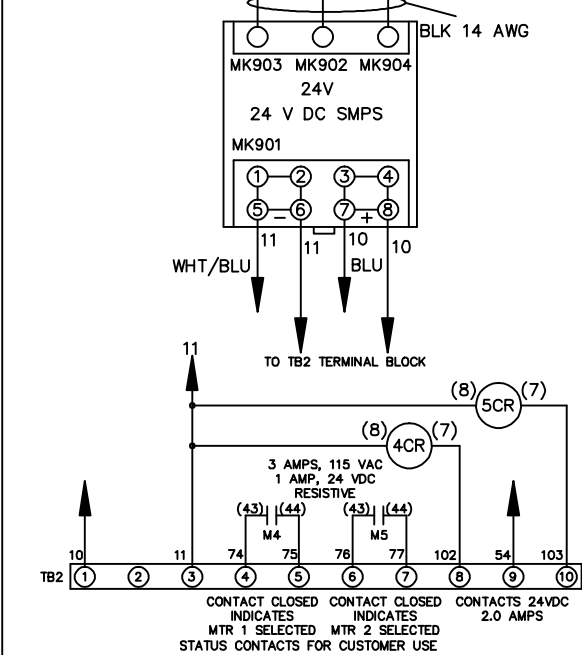 BLK 14 AWG
MK903 MK902 MK904
24V
24 V DC SMPS
MK901
1 2 3 4
5 − 6 7 + 8
11 11 10 10
WHT/BLU BLU
TO TB2 TERMINAL BLOCK
11
(8) 5CR (7)
(8) 4CR (7)
3 AMPS, 115 VAC
1 AMP, 24 VDC
RESISTIVE
(43) (44) (43) (44)
M4 M5
10 11 74 75 76 77 102 54 103
TB2 1 2 3 4 5 6 7 8 9 10
CONTACT CLOSED CONTACT CLOSED CONTACTS 24VDC
INDICATES INDICATES 2.0 AMPS
MTR 1 SELECTED MTR 2 SELECTED
STATUS CONTACTS FOR CUSTOMER USE